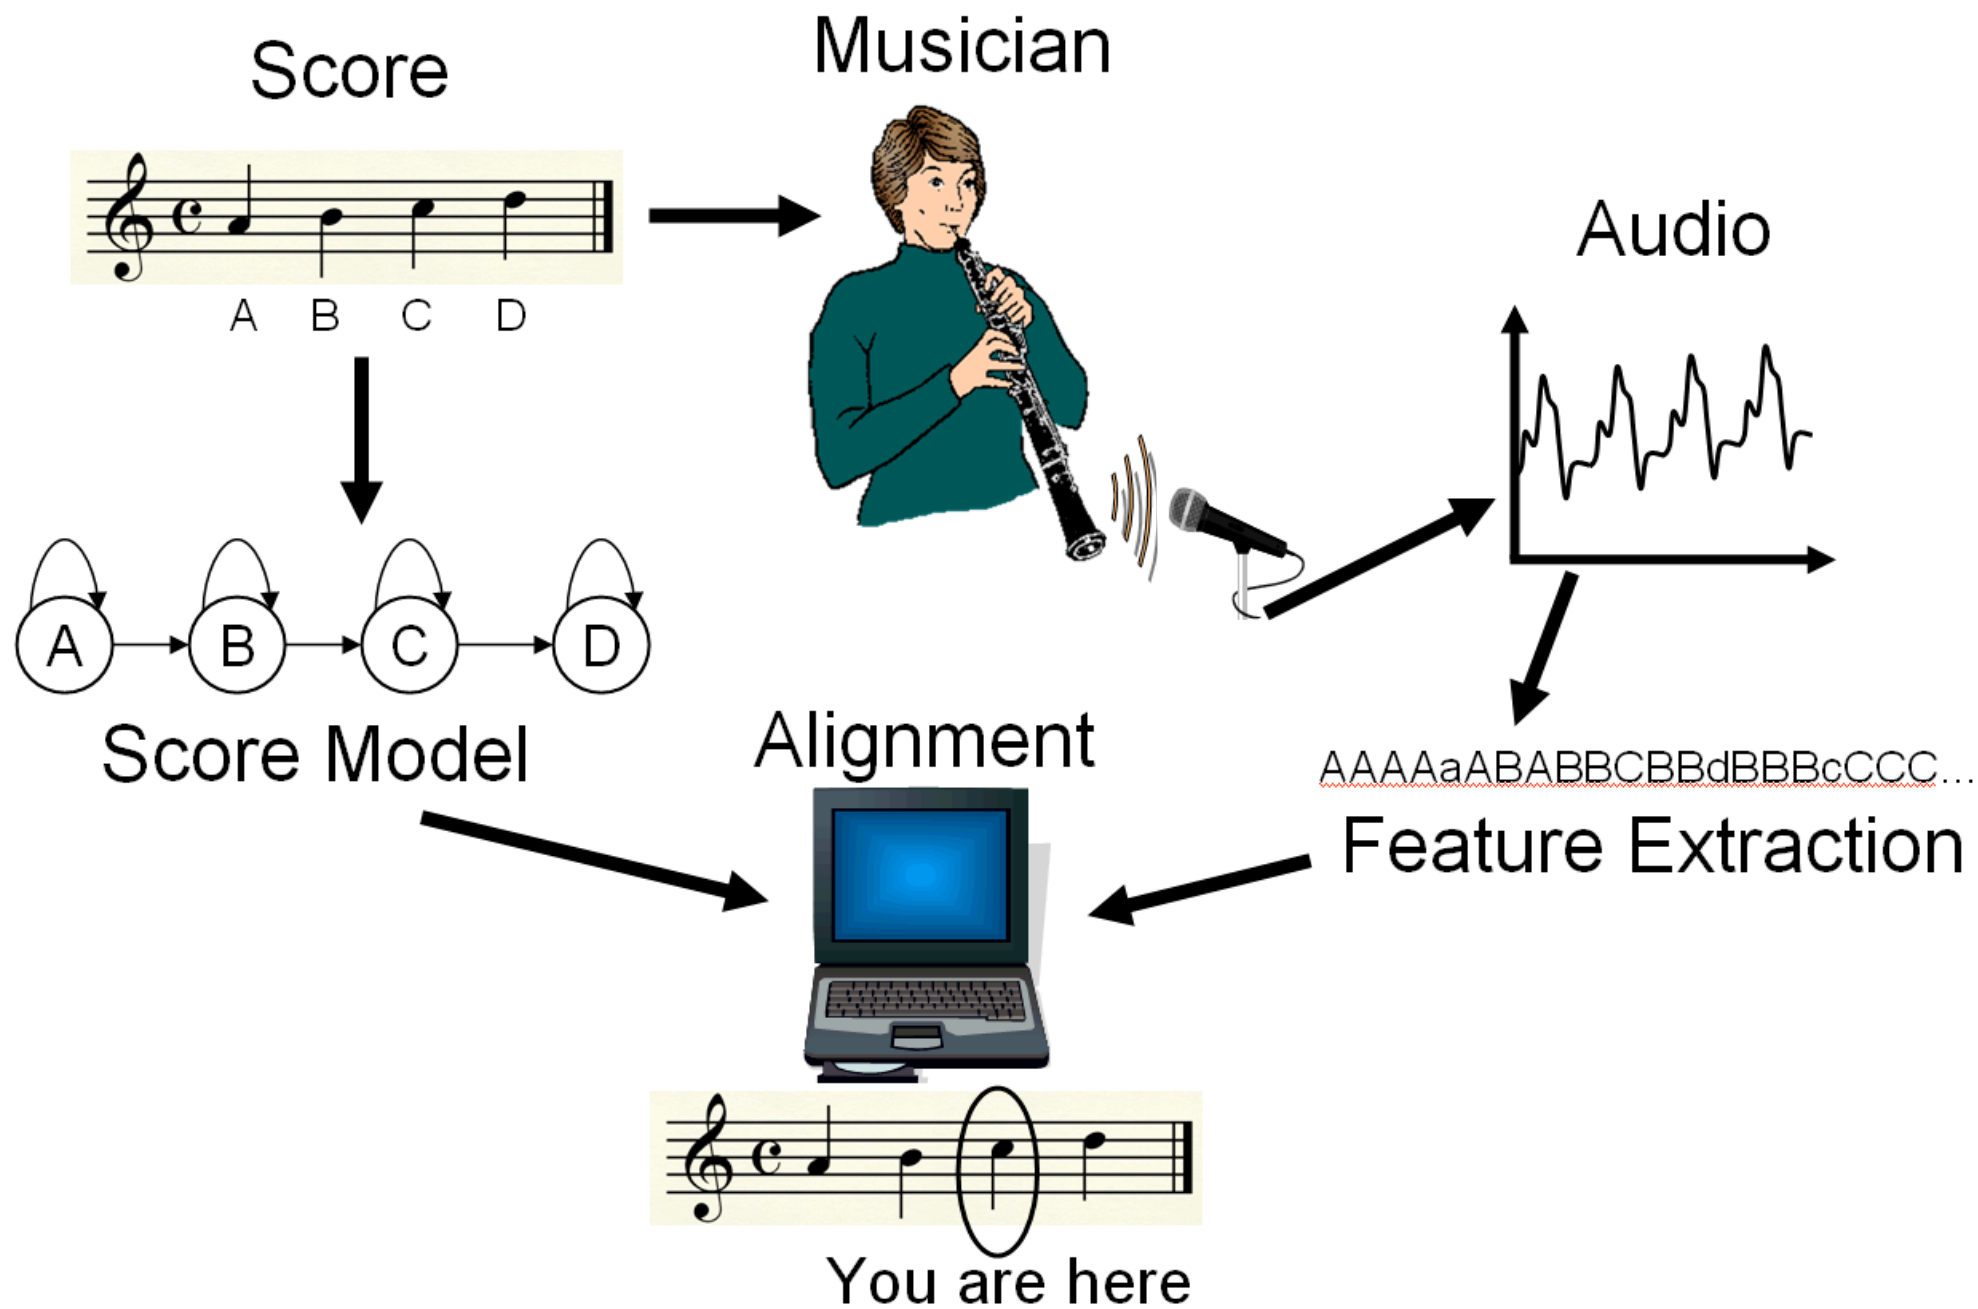 Score
Musician
A B C D
Audio
A B C D
Score Model
Alignment
AAAAaABABBCBBdBBBcCCC...
Feature Extraction
You are here